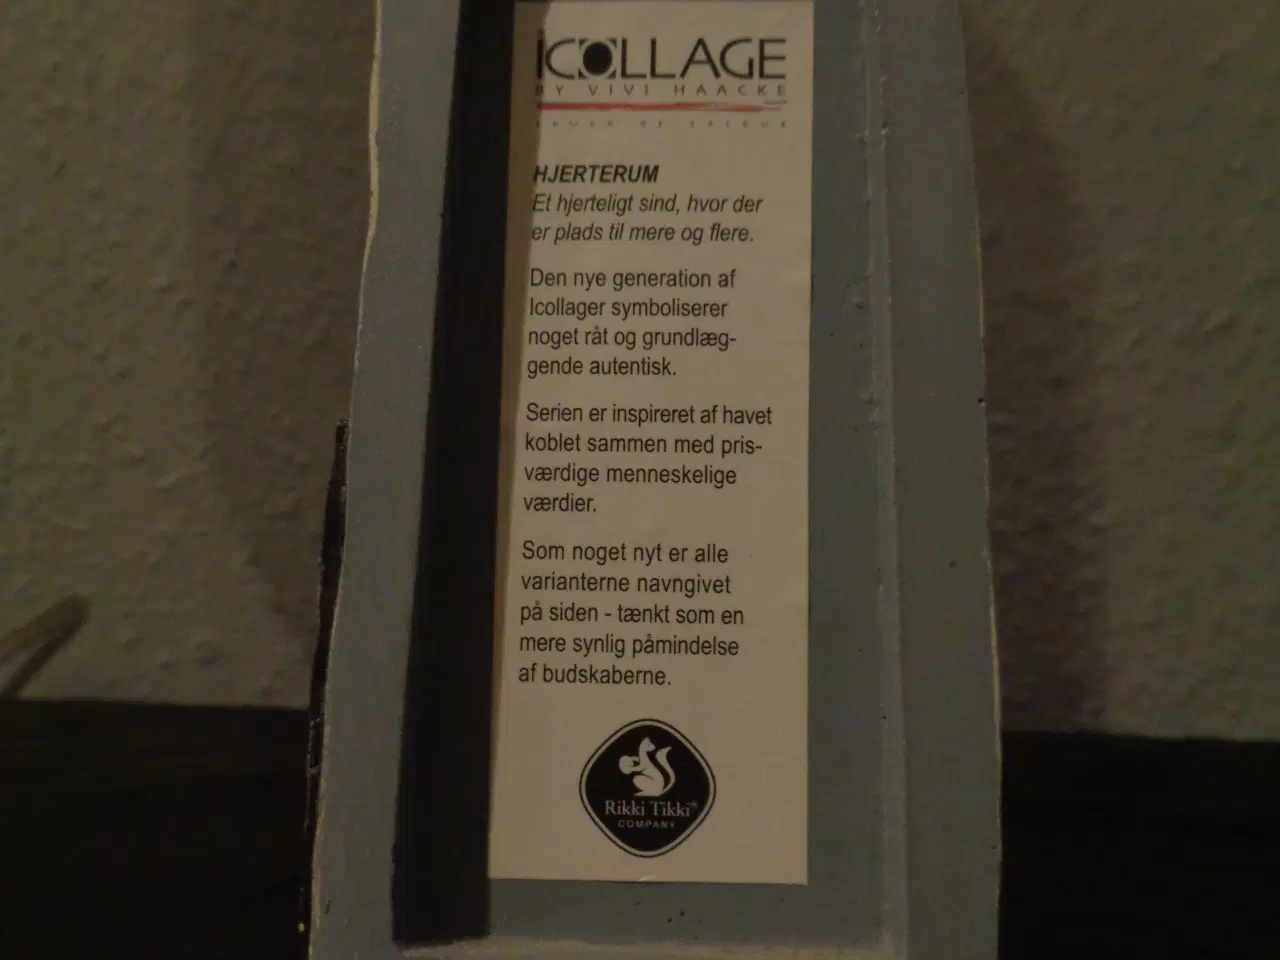 ICOLLAGE
BY VIVI HAACKE
HJERTERUM
Et hjerteligt sind, hvor der
er plads til mere og flere.
Den nye generation af
Icollager symboliserer
noget råt og grundlæg-
gende autentisk.
Serien er inspireret af havet
koblet sammen med pris-
værdige menneskelige
værdier.
Som noget nyt er alle
varianterne navngivet
på siden - tænkt som en
mere synlig påmindelse
af budskaberne.
Rikki Tikki®
COMPANY